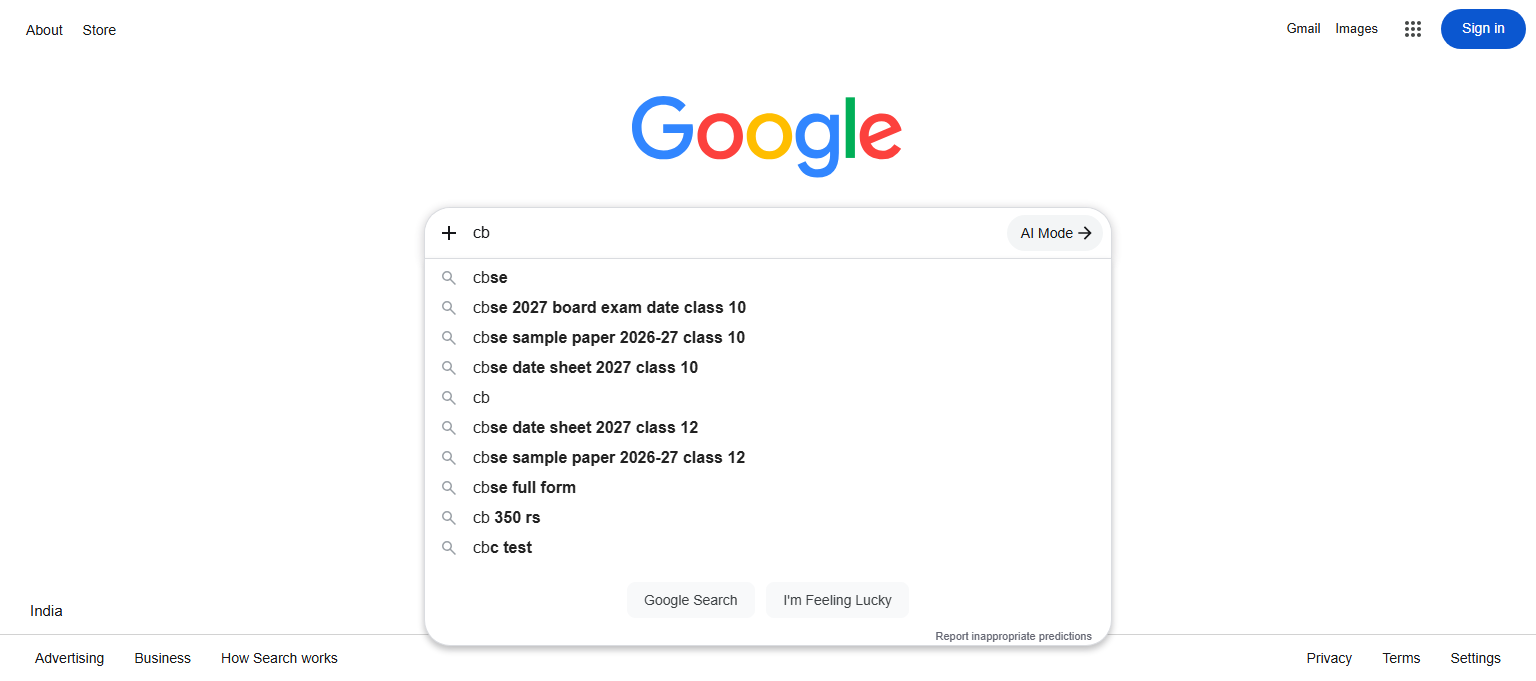 About Store Gmail Images Sign in
Google
cb AI Mode
cbse
cbse 2027 board exam date class 10
cbse sample paper 2026-27 class 10
cbse date sheet 2027 class 10
cb
cbse date sheet 2027 class 12
cbse sample paper 2026-27 class 12
cbse full form
cb 350 rs
cbc test
Google Search I'm Feeling Lucky
India
Report inappropriate predictions
Advertising Business How Search works Privacy Terms Settings